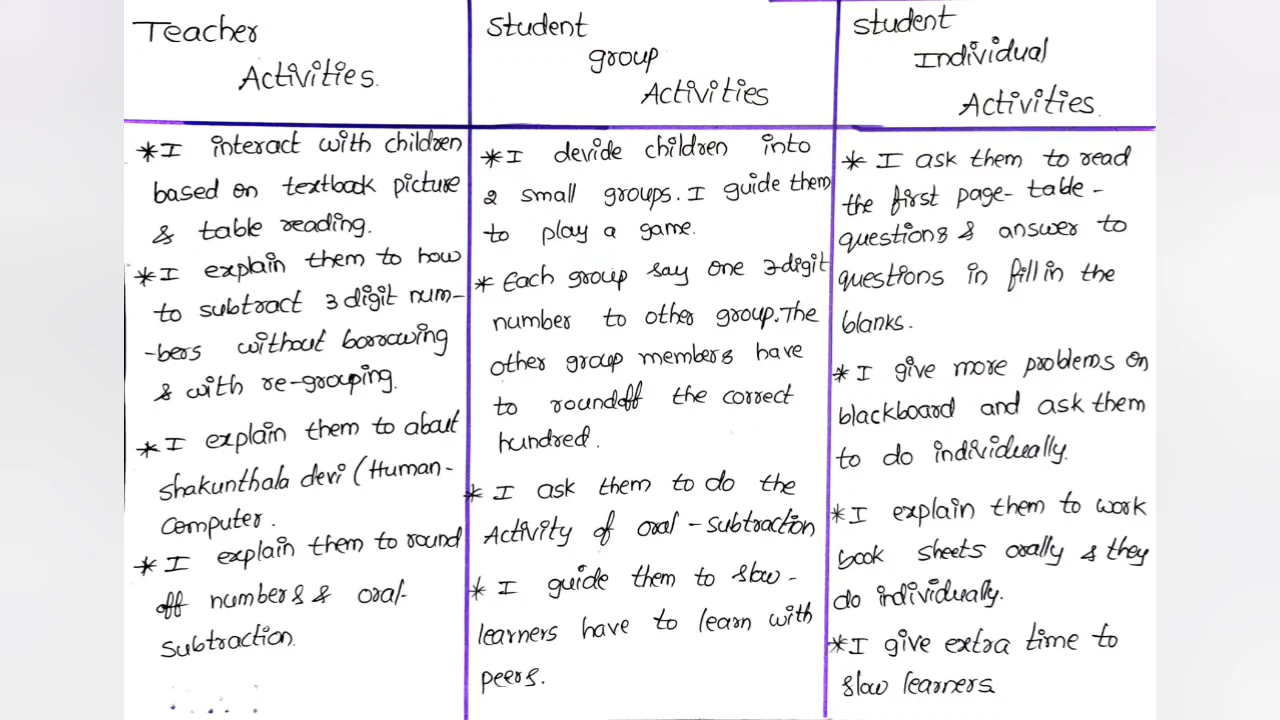 Teacher
Activities.
* I interact with children
based on textbook picture
& table reading.
* I explain them to how
to subtract 3 digit num-
-bers without borrowing
& with re-grouping.
* I explain them to about
shakunthala devi (Human-
computer.
* I explain them to round
off numbers & oral-
subtraction.
Student
group
Activities
* I devide children into
2 small groups. I guide them
to play a game.
* Each group say one 3-digit
number to other group. The
other group members have
to roundoff the correct
hundred.
* I ask them to do the
Activity of oral-subtraction
* I guide them to slow-
learners have to learn with
peers.
student
Individual
Activities.
* I ask them to read
the first page-table-
questions & answer to
questions in fill in the
blanks.
* I give more problems on
blackboard and ask them
to do individually.
* I explain them to work
book sheets orally & they
do individually.
* I give extra time to
slow learners.